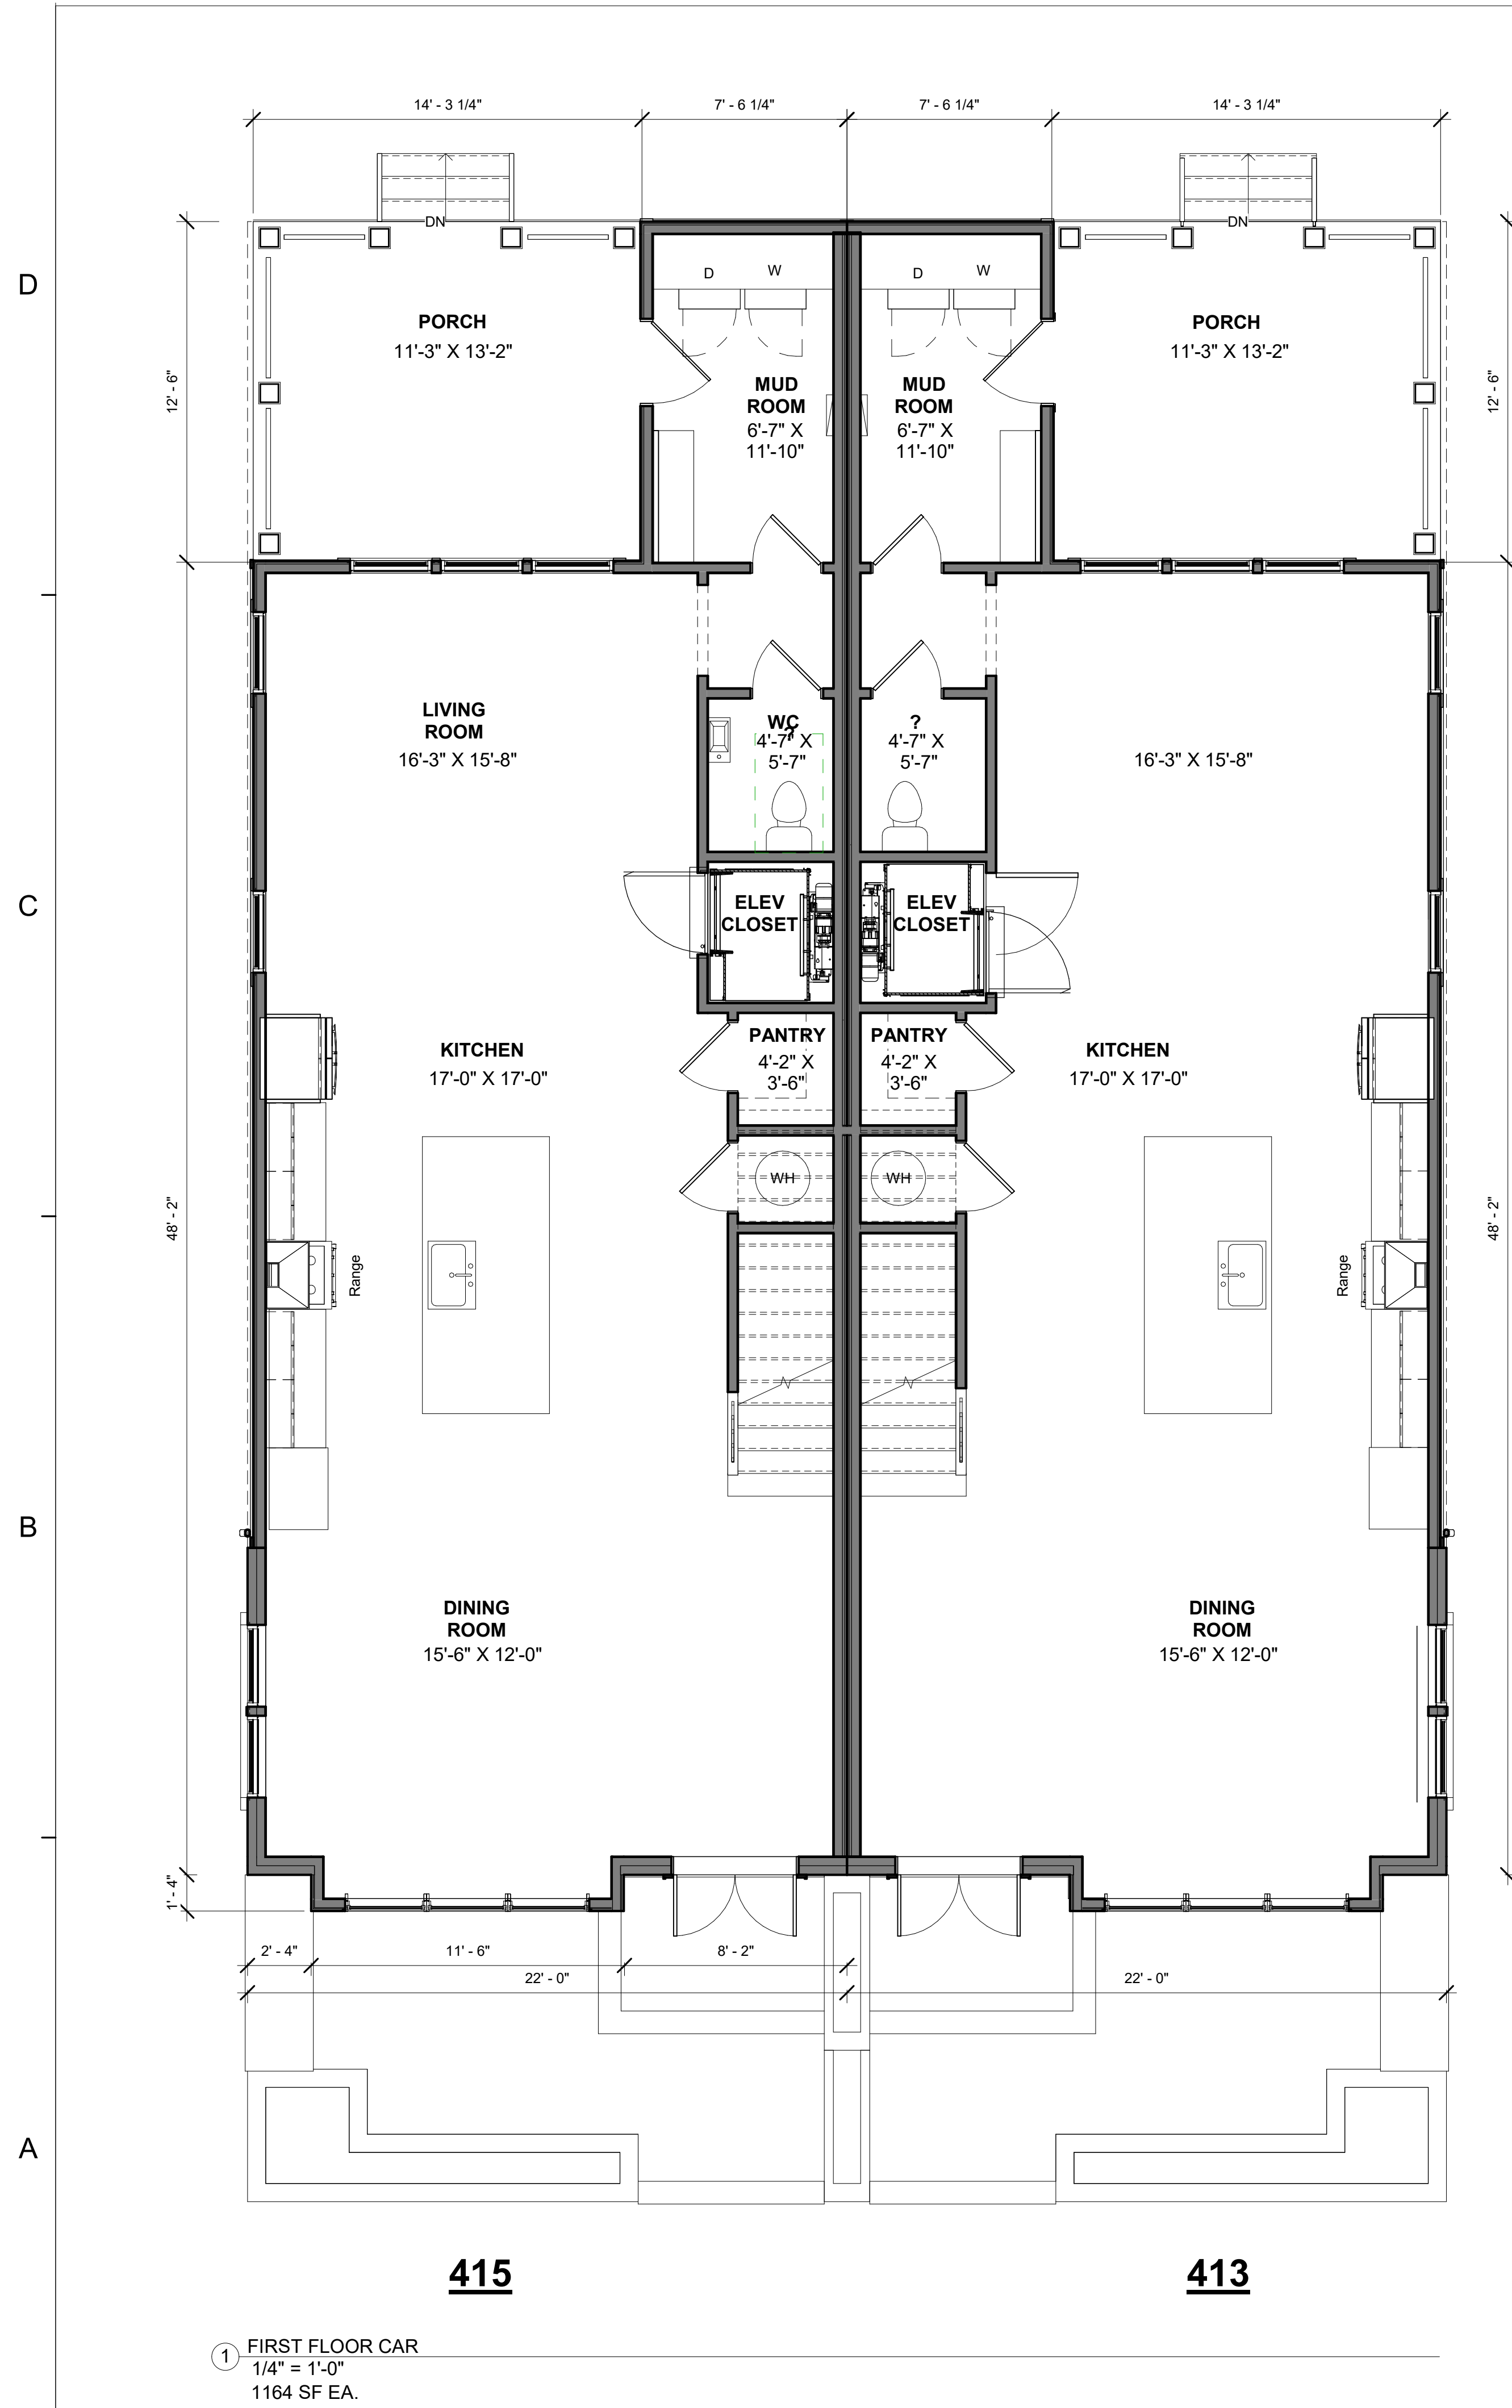 14' - 3 1/4"
7' - 6 1/4"
7' - 6 1/4"
14' - 3 1/4"
DN
DN
D
D
W
D
W
PORCH
11'-3" X 13'-2"
PORCH
11'-3" X 13'-2"
12' - 6"
12' - 6"
MUD
ROOM
6'-7" X
11'-10"
MUD
ROOM
6'-7" X
11'-10"
LIVING
ROOM
16'-3" X 15'-8"
WC
?
4'-7" X
5'-7"
?
4'-7" X
5'-7"
16'-3" X 15'-8"
C
ELEV
CLOSET
ELEV
CLOSET
KITCHEN
17'-0" X 17'-0"
PANTRY
4'-2" X
3'-6"
PANTRY
4'-2" X
3'-6"
KITCHEN
17'-0" X 17'-0"
WH
WH
48' - 2"
48' - 2"
Range
Range
B
DINING
ROOM
15'-6" X 12'-0"
DINING
ROOM
15'-6" X 12'-0"
1' - 4"
2' - 4"
11' - 6"
8' - 2"
22' - 0"
22' - 0"
A
415
413
1
FIRST FLOOR CAR
1/4" = 1'-0"
1164 SF EA.